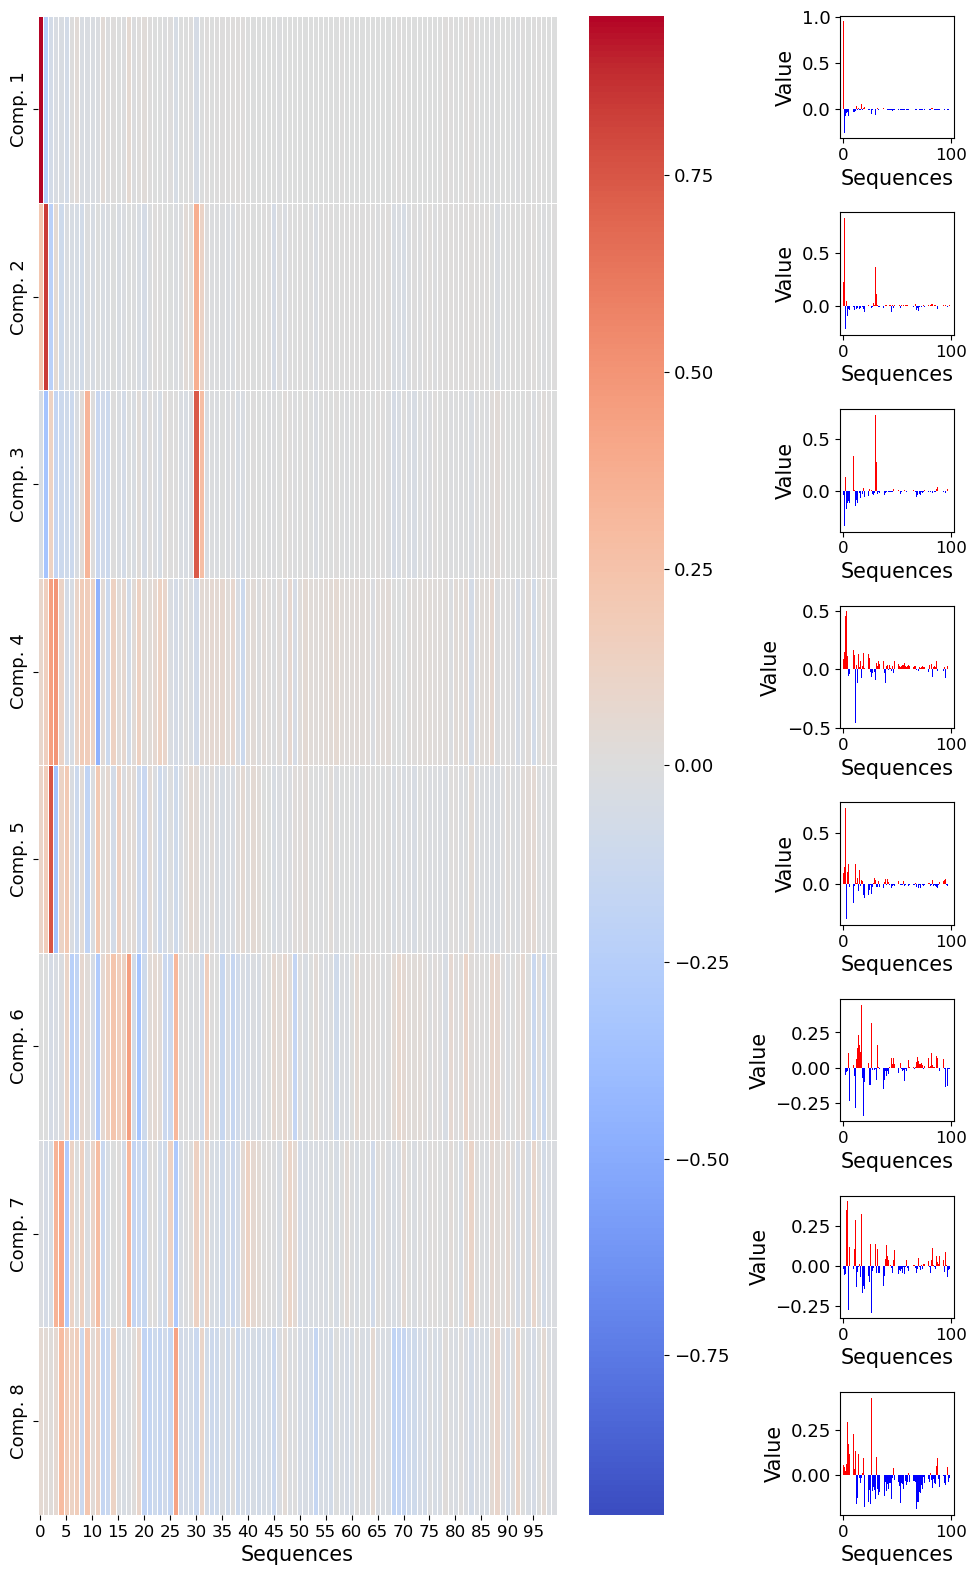 Comp. 1
Comp. 2
Comp. 3
Comp. 4
Comp. 5
Comp. 6
Comp. 7
Comp. 8
0 5 10 15 20 25 30 35 40 45 50 55 60 65 70 75 80 85 90 95
Sequences
0.75
0.50
0.25
0.00
−0.25
−0.50
−0.75
1.0
0.5
0.0
Value
0 100
Sequences
0.5
0.0
Value
0 100
Sequences
0.5
0.0
Value
0 100
Sequences
0.5
0.0
−0.5
Value
0 100
Sequences
0.5
0.0
Value
0 100
Sequences
0.25
0.00
−0.25
Value
0 100
Sequences
0.25
0.00
−0.25
Value
0 100
Sequences
0.25
0.00
Value
0 100
Sequences